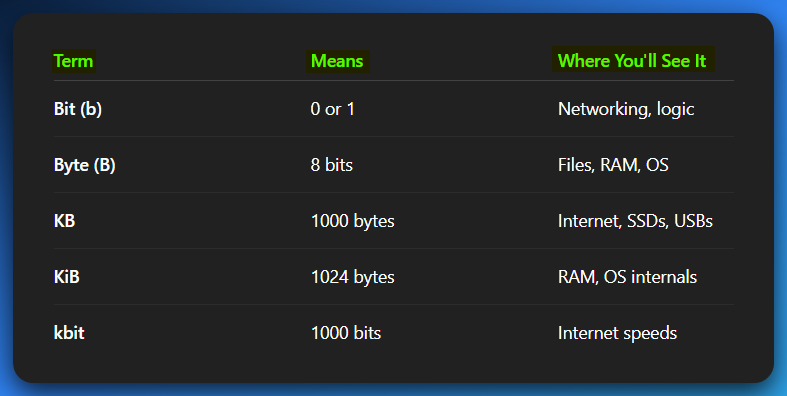 Term Means Where You'll See It
Bit (b) 0 or 1 Networking, logic
Byte (B) 8 bits Files, RAM, OS
KB 1000 bytes Internet, SSDs, USBs
KiB 1024 bytes RAM, OS internals
kbit 1000 bits Internet speeds